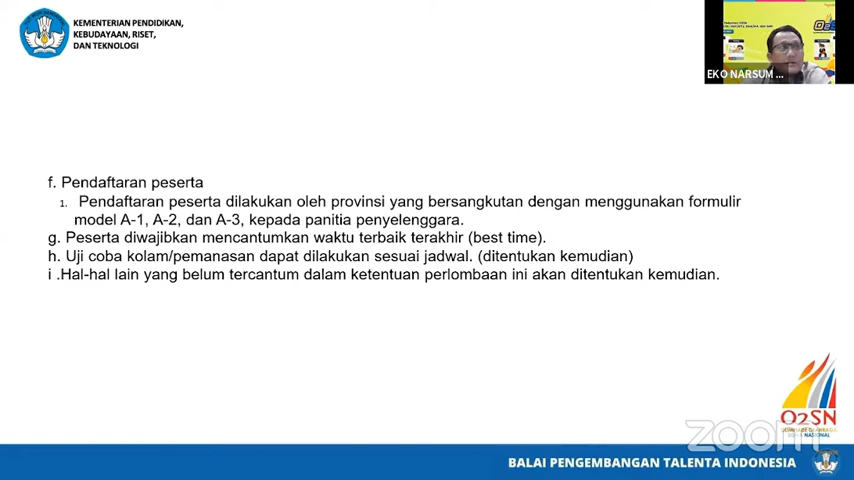 KEMENTERIAN PENDIDIKAN,
KEBUDAYAAN, RISET,
DAN TEKNOLOGI
EKO NARSUM ...
f. Pendaftaran peserta
1. Pendaftaran peserta dilakukan oleh provinsi yang bersangkutan dengan menggunakan formulir
model A-1, A-2, dan A-3, kepada panitia penyelenggara.
g. Peserta diwajibkan mencantumkan waktu terbaik terakhir (best time).
h. Uji coba kolam/pemanasan dapat dilakukan sesuai jadwal. (ditentukan kemudian)
i .Hal-hal lain yang belum tercantum dalam ketentuan perlombaan ini akan ditentukan kemudian.
O2SN
zoom
BALAI PENGEMBANGAN TALENTA INDONESIA